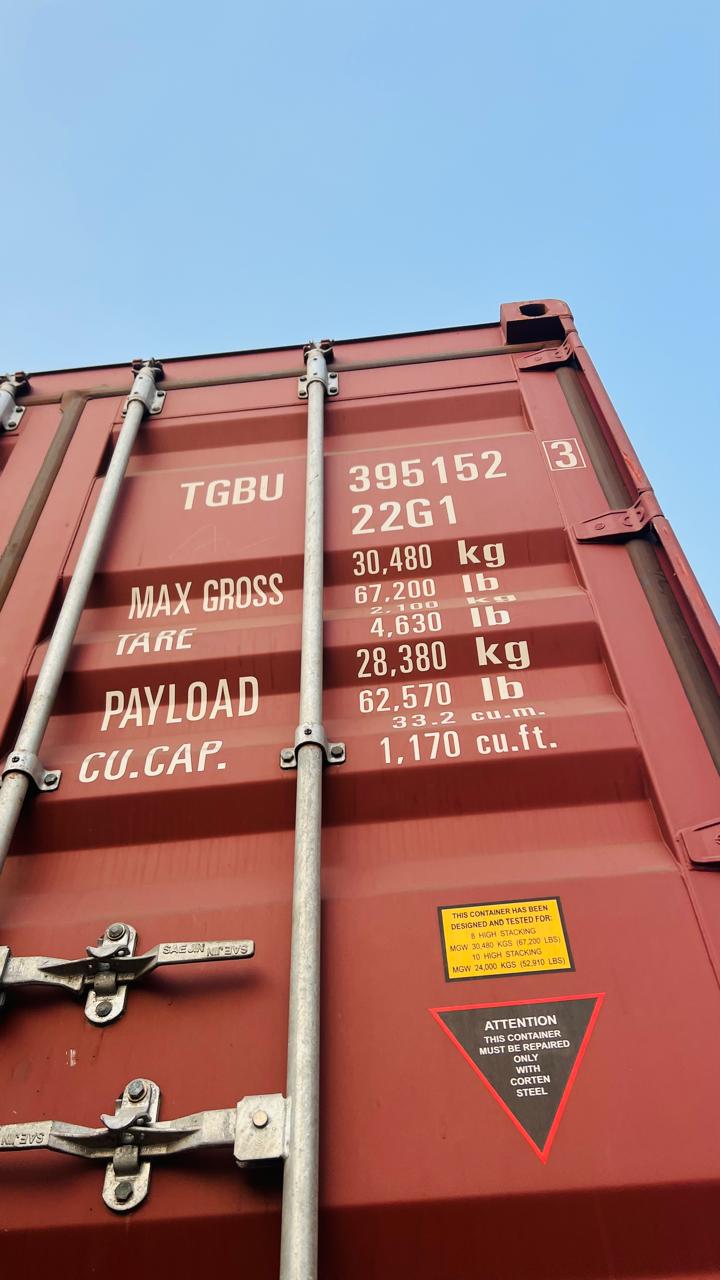 TGBU 395152 3
22G1
MAX GROSS 30,480 kg
67,200 lb
TARE 2,100 kg
4,630 lb
PAYLOAD 28,380 kg
62,570 lb
CU.CAP. 33.2 cu.m.
1,170 cu.ft.
THIS CONTAINER HAS BEEN
DESIGNED AND TESTED FOR:
8 HIGH STACKING
MGW 30,480 KGS (67,200 LBS)
10 HIGH STACKING
MGW 24,000 KGS (52,910 LBS)
SAEJIN SAEJIN
ATTENTION
THIS CONTAINER
MUST BE REPAIRED
ONLY
WITH
CORTEN
STEEL
SAEJIN